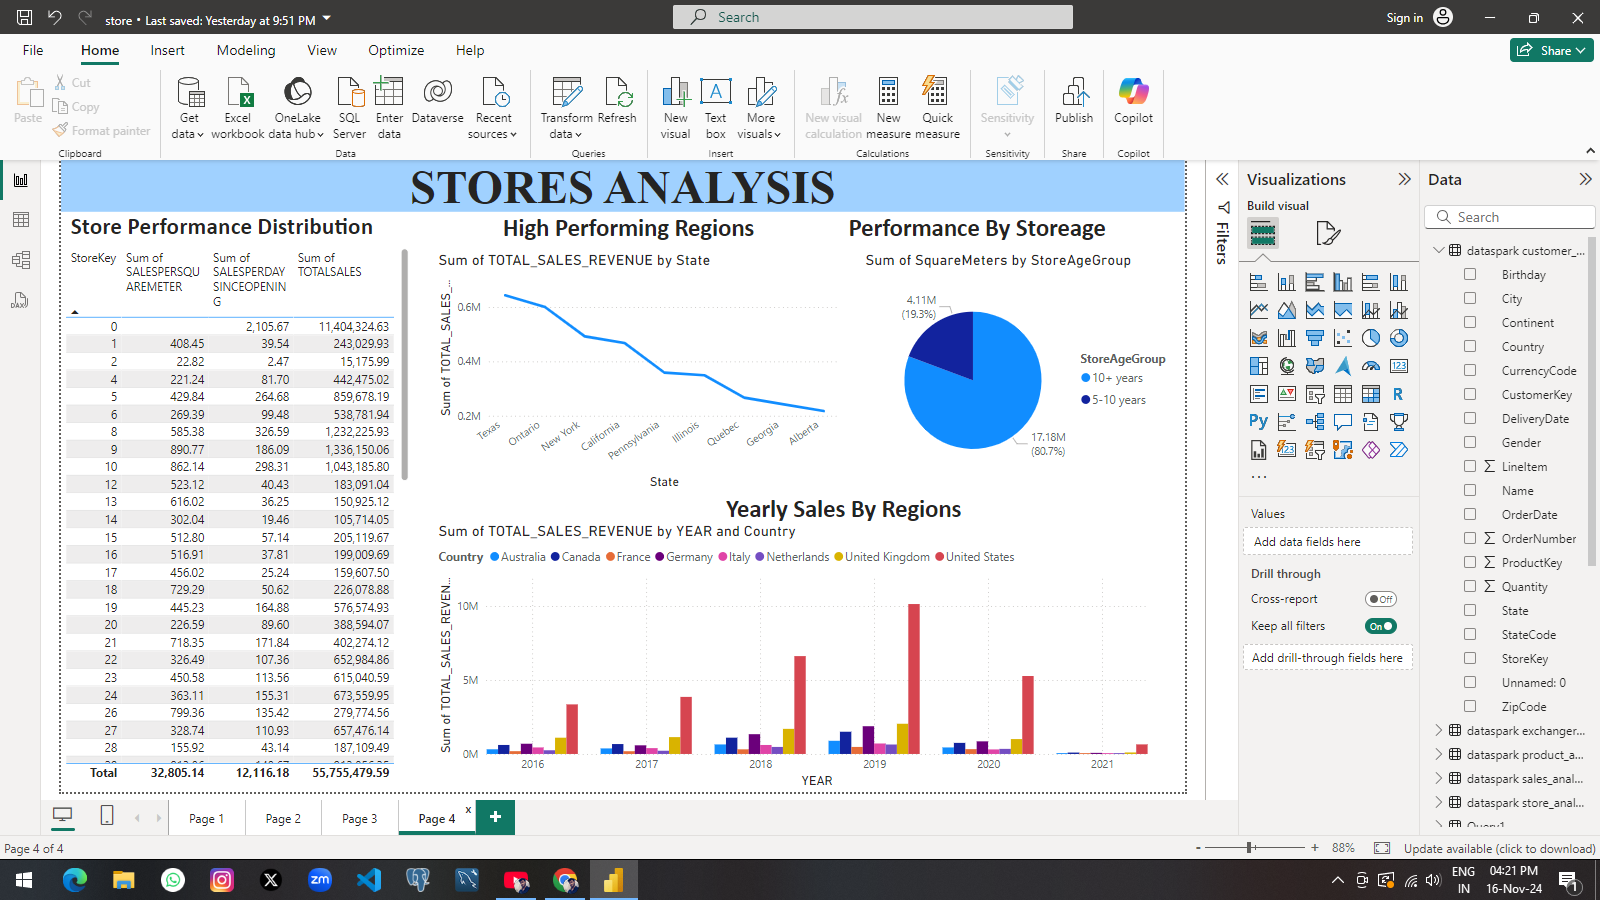 store • Last saved: Yesterday at 9:51 PM
Search
Sign in
File
Home
Insert
Modeling
View
Optimize
Help
Share
Paste
Cut
Copy
Format painter
Clipboard
Get data
Excel workbook
OneLake data hub
SQL Server
Enter data
Dataverse
Recent sources
Data
Transform data
Refresh
Queries
New visual
Text box
More visuals
Insert
New visual calculation
New measure
Quick measure
Calculations
Sensitivity
Sensitivity
Publish
Share
Copilot
Copilot
STORES ANALYSIS
Store Performance Distribution
StoreKey
Sum of SALESPERSQUAREMETER
Sum of SALESPERDAYSINCEOPENING
Sum of TOTALSALES
0 2,105.67 11,404,324.63
1 408.45 39.54 243,029.93
2 22.82 2.47 15,175.99
4 221.24 81.70 442,475.02
5 429.84 264.68 859,678.19
6 269.39 99.48 538,781.94
8 585.38 326.59 1,232,225.93
9 890.77 186.09 1,336,150.06
10 862.14 298.31 1,043,185.80
12 523.12 40.43 183,091.04
13 616.02 36.25 150,925.12
14 302.04 19.46 105,714.05
15 512.80 57.14 205,119.67
16 516.91 37.81 199,009.69
17 456.02 25.24 159,607.50
18 729.29 50.62 226,078.88
19 445.23 164.88 576,574.93
20 226.59 89.60 388,594.07
21 718.35 171.84 402,274.12
22 326.49 107.36 652,984.86
23 450.58 113.56 615,040.59
24 363.11 155.31 673,559.95
26 799.36 135.42 279,774.56
27 328.74 110.93 657,476.14
28 155.92 43.14 187,109.49
Total 32,805.14 12,116.18 55,755,479.59
High Performing Regions
Sum of TOTAL_SALES_REVENUE by State
Sum of TOTAL_SALES_...
0.6M
0.4M
0.2M
Texas
Ontario
New York
California
Pennsylvania
Illinois
Quebec
Georgia
Alberta
State
Performance By Storeage
Sum of SquareMeters by StoreAgeGroup
4.11M
(19.3%)
17.18M
(80.7%)
StoreAgeGroup
10+ years
5-10 years
Yearly Sales By Regions
Sum of TOTAL_SALES_REVENUE by YEAR and Country
Country Australia Canada France Germany Italy Netherlands United Kingdom United States
Sum of TOTAL_SALES_REVEN...
10M
5M
0M
2016 2017 2018 2019 2020 2021
YEAR
Filters
Visualizations
Build visual
Values
Add data fields here
Drill through
Cross-report
Off
Keep all filters
On
Add drill-through fields here
Data
Search
dataspark customer_...
Birthday
City
Continent
Country
CurrencyCode
CustomerKey
DeliveryDate
Gender
LineItem
Name
OrderDate
OrderNumber
ProductKey
Quantity
State
StateCode
StoreKey
Unnamed: 0
ZipCode
dataspark exchanger...
dataspark product_a...
dataspark sales_anal...
dataspark store_anal...
Query1
Page 1
Page 2
Page 3
Page 4
Page 4 of 4
88%
Update available (click to download)
ENG
IN
04:21 PM
16-Nov-24
1